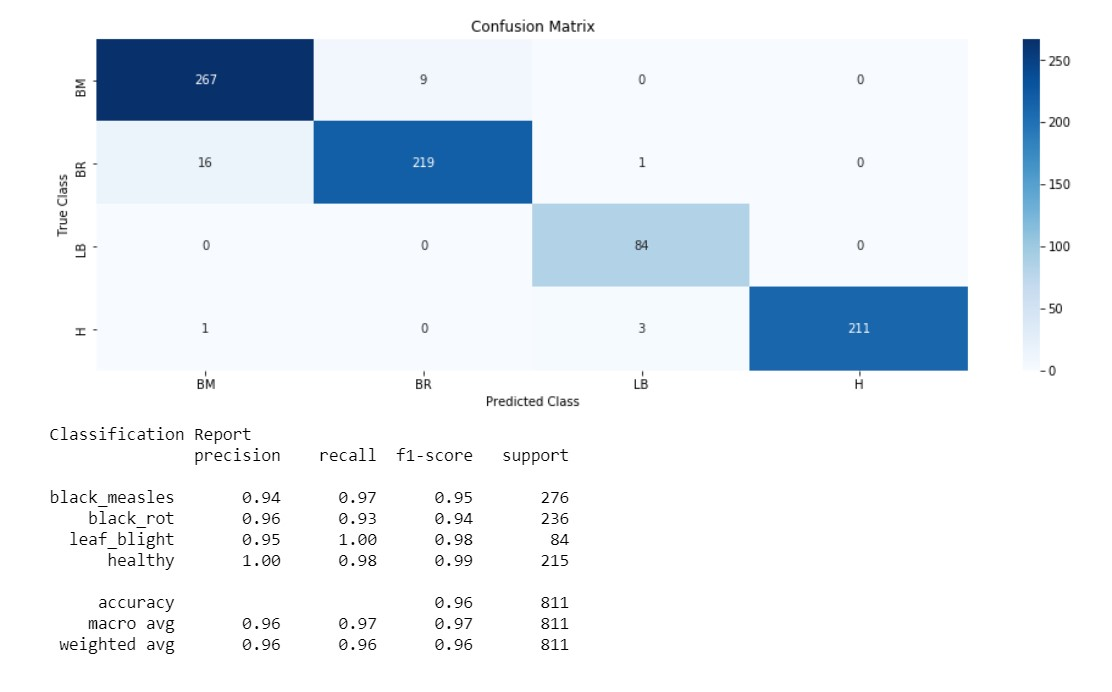 Confusion Matrix
BM 267 9 0 0
BR 16 219 1 0
LB 0 0 84 0
H 1 0 3 211
True Class
BM BR LB H
Predicted Class
250
200
150
100
50
0
Classification Report
precision recall f1-score support
black_measles 0.94 0.97 0.95 276
black_rot 0.96 0.93 0.94 236
leaf_blight 0.95 1.00 0.98 84
healthy 1.00 0.98 0.99 215
accuracy 0.96 811
macro avg 0.96 0.97 0.97 811
weighted avg 0.96 0.96 0.96 811